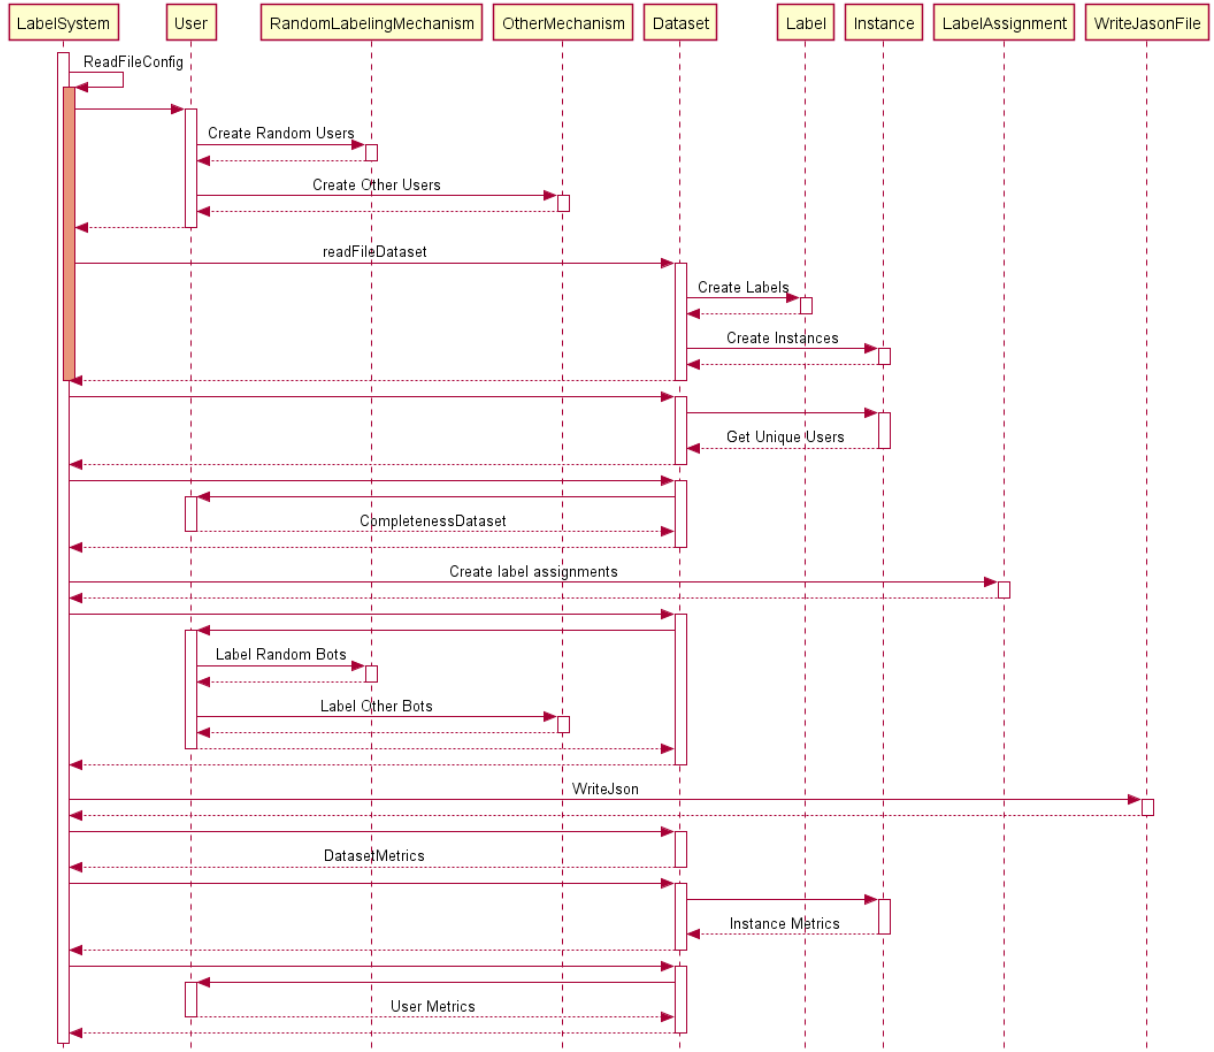 LabelSystem
User
RandomLabelingMechanism
OtherMechanism
Dataset
Label
Instance
LabelAssignment
WriteJasonFile
ReadFileConfig
Create Random Users
Create Other Users
readFileDataset
Create Labels
Create Instances
Get Unique Users
CompletenessDataset
Create label assignments
Label Random Bots
Label Other Bots
WriteJson
DatasetMetrics
Instance Metrics
User Metrics